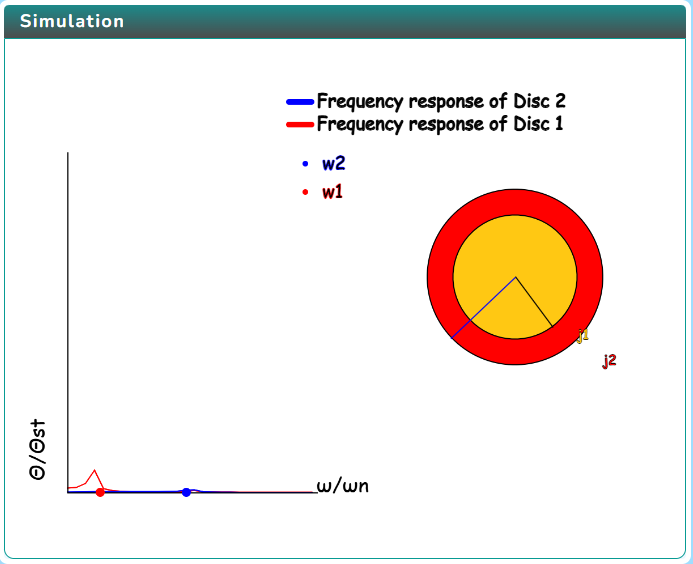 Simulation
Frequency response of Disc 2
Frequency response of Disc 1
w2
w1
j1
j2
Θ/Θst
ω/ωn